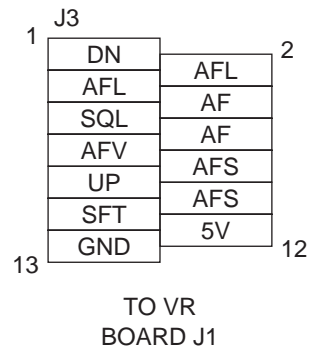 J3
1
2
DN
AFL
AFL
AF
SQL
AF
AFV
AFS
UP
AFS
SFT
5V
GND
12
13
TO VR
BOARD J1